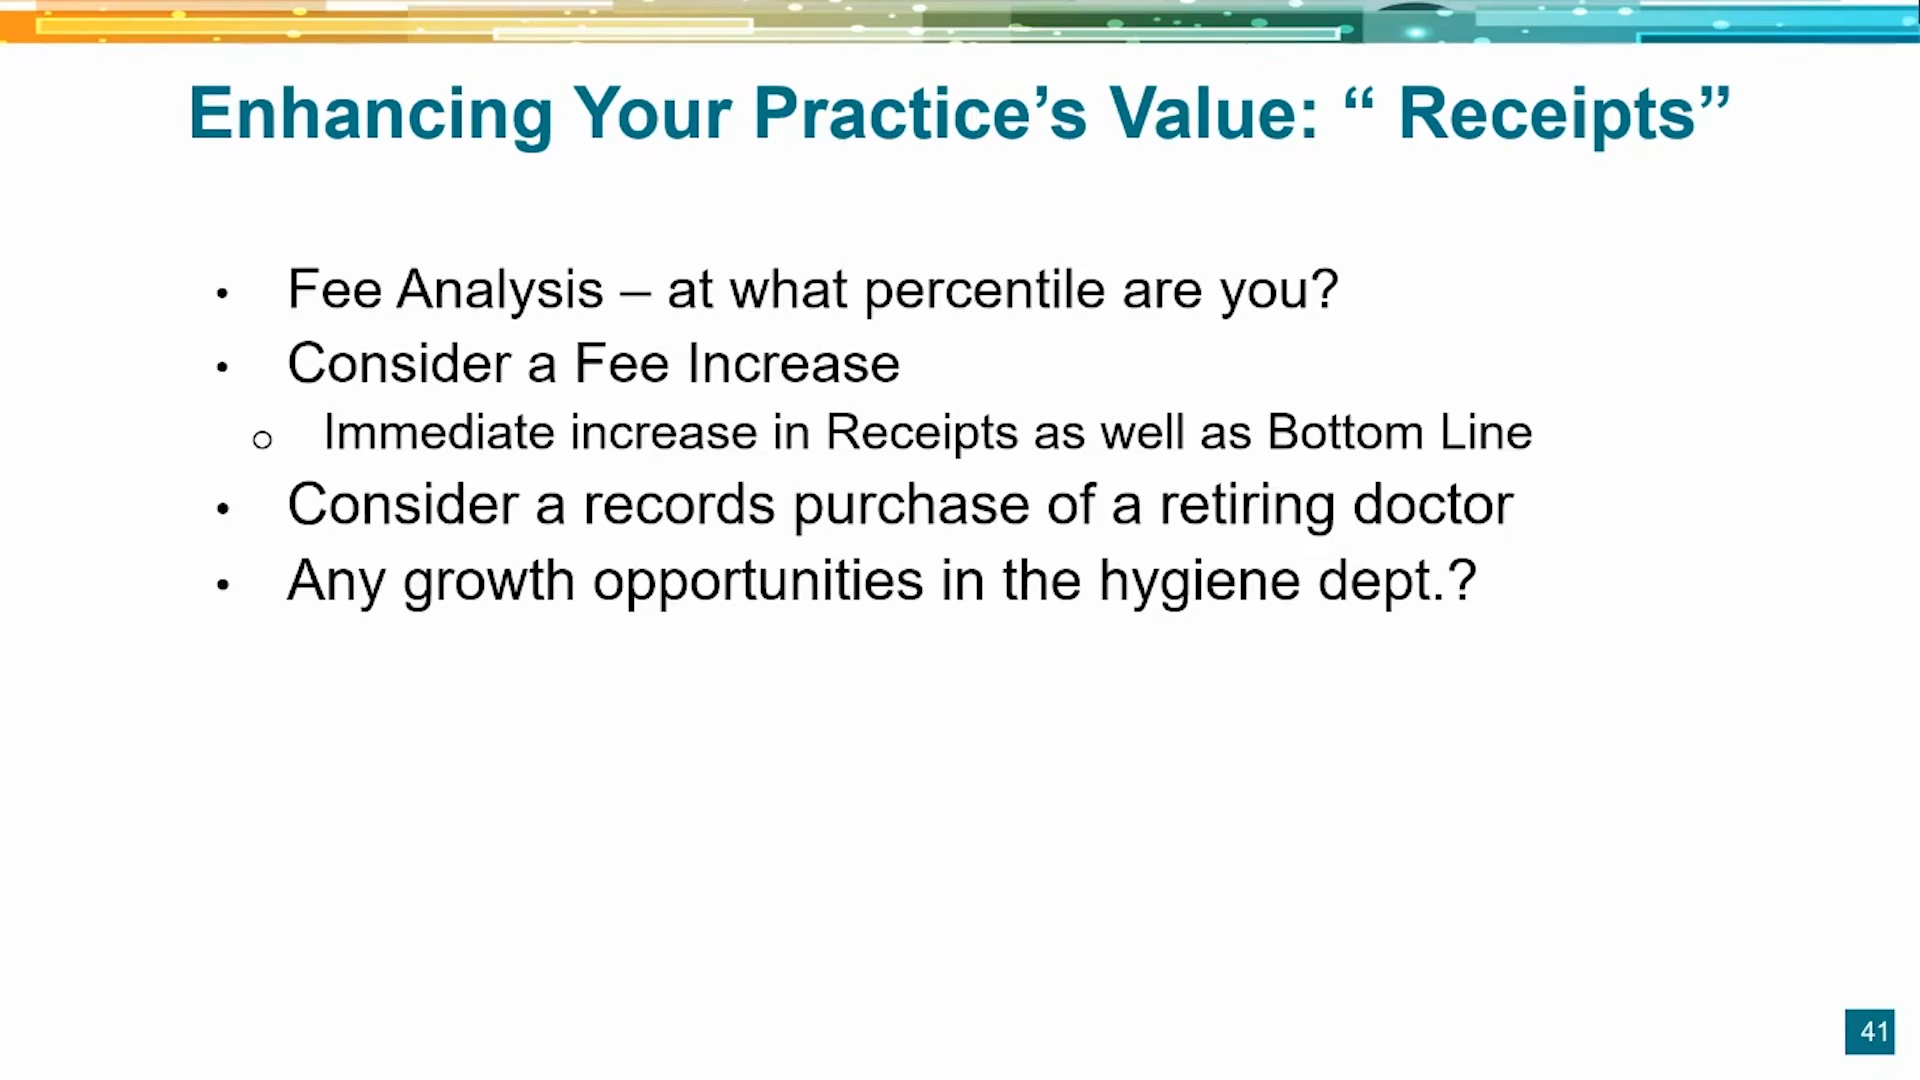 Enhancing Your Practice’s Value: “ Receipts”
• Fee Analysis – at what percentile are you?
• Consider a Fee Increase
○ Immediate increase in Receipts as well as Bottom Line
• Consider a records purchase of a retiring doctor
• Any growth opportunities in the hygiene dept.?
41